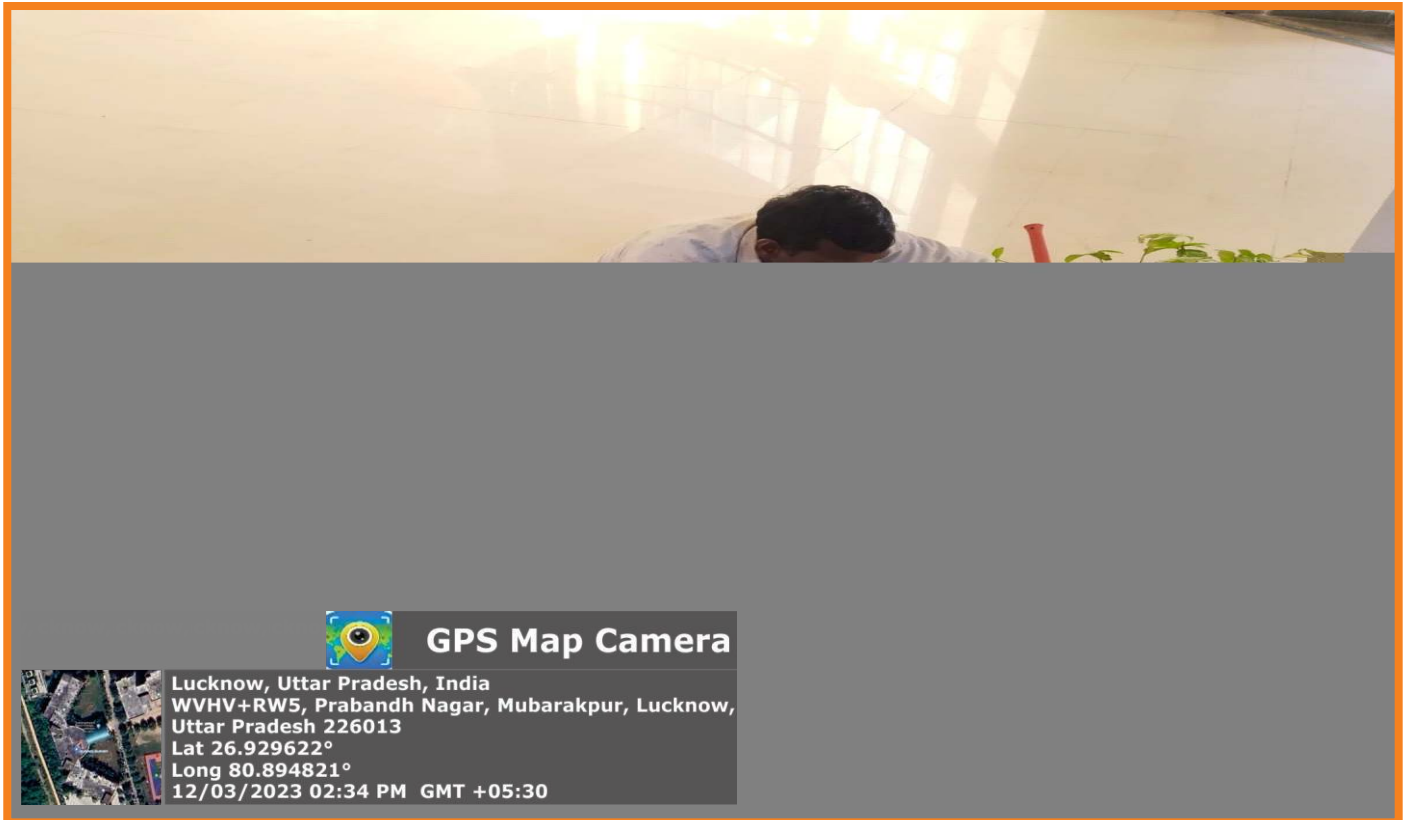 GPS Map Camera
Lucknow, Uttar Pradesh, India
WVHV+RW5, Prabandh Nagar, Mubarakpur, Lucknow,
Uttar Pradesh 226013
Lat 26.929622°
Long 80.894821°
12/03/2023 02:34 PM GMT +05:30